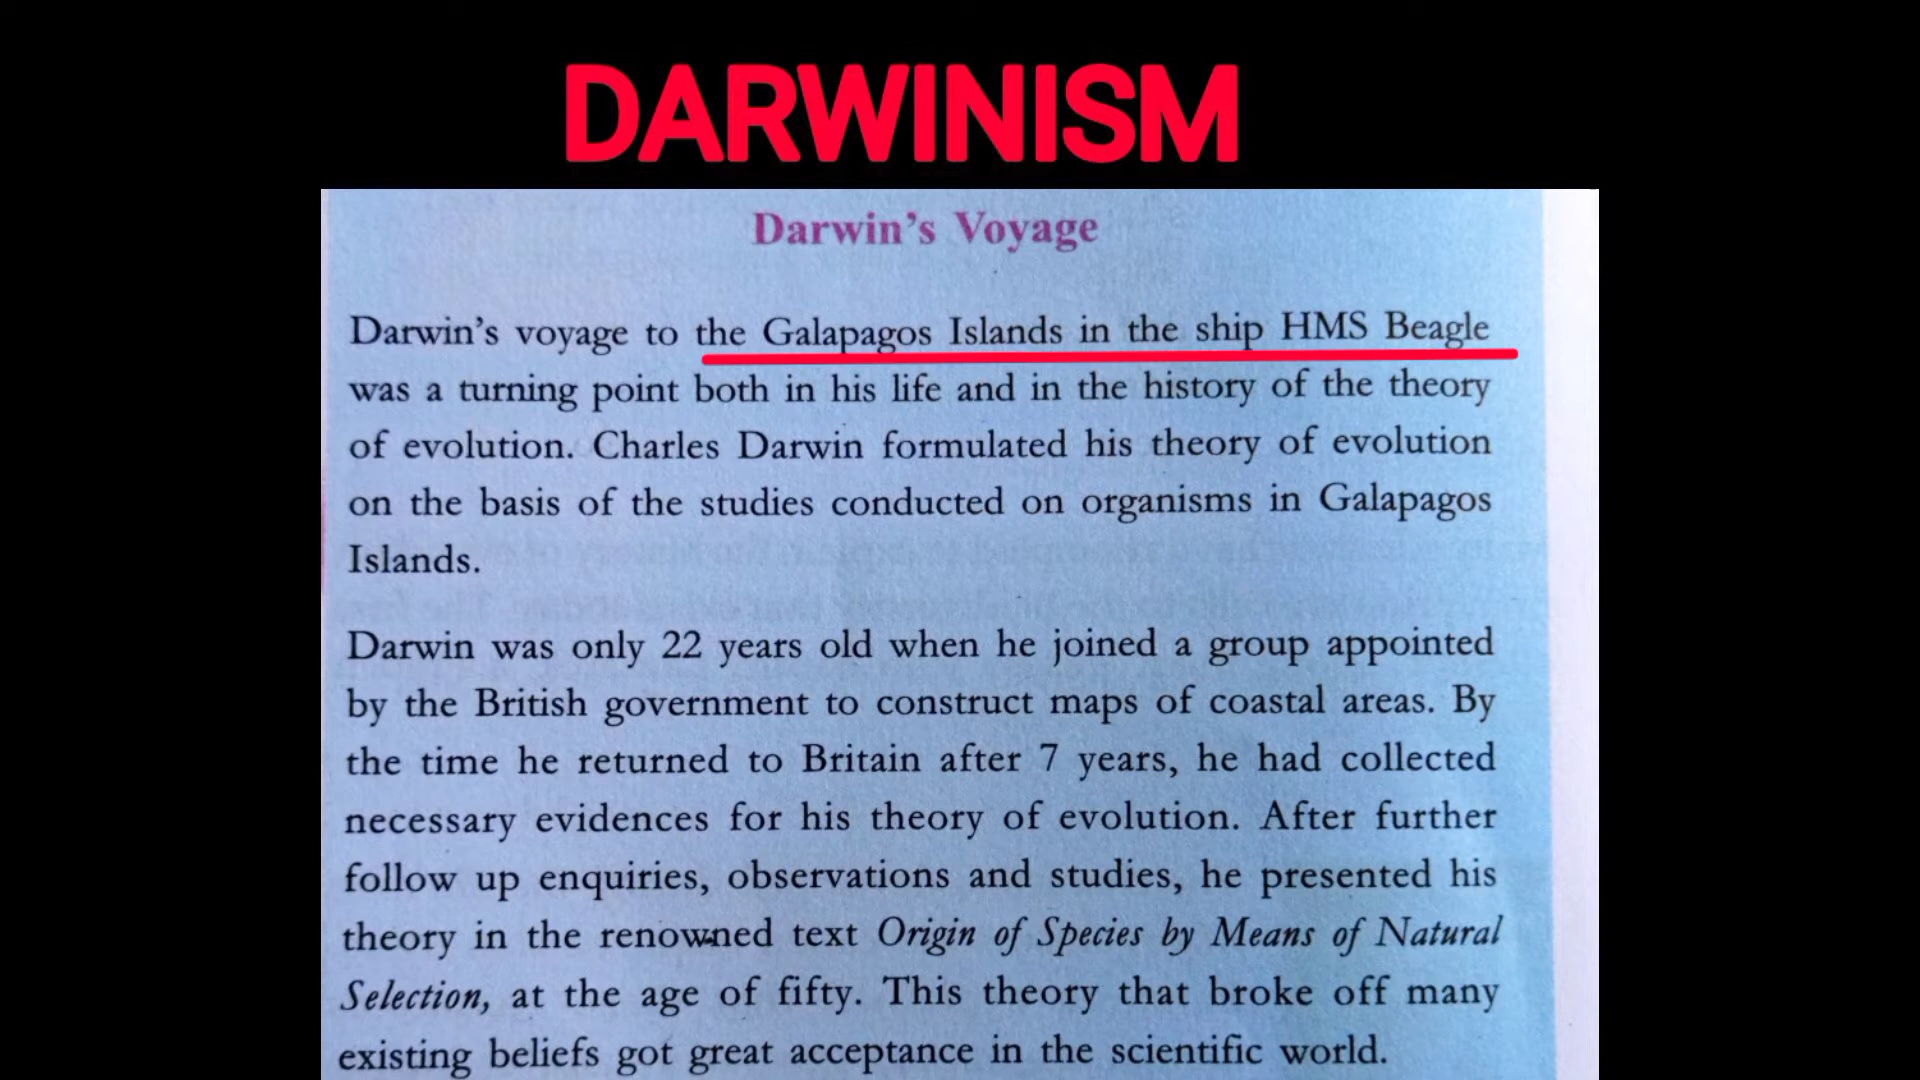 DARWINISM
Darwin's Voyage
Darwin's voyage to the Galapagos Islands in the ship HMS Beagle
was a turning point both in his life and in the history of the theory
of evolution. Charles Darwin formulated his theory of evolution
on the basis of the studies conducted on organisms in Galapagos
Islands.
Darwin was only 22 years old when he joined a group appointed
by the British government to construct maps of coastal areas. By
the time he returned to Britain after 7 years, he had collected
necessary evidences for his theory of evolution. After further
follow up enquiries, observations and studies, he presented his
theory in the renowned text Origin of Species by Means of Natural
Selection, at the age of fifty. This theory that broke off many
existing beliefs got great acceptance in the scientific world.